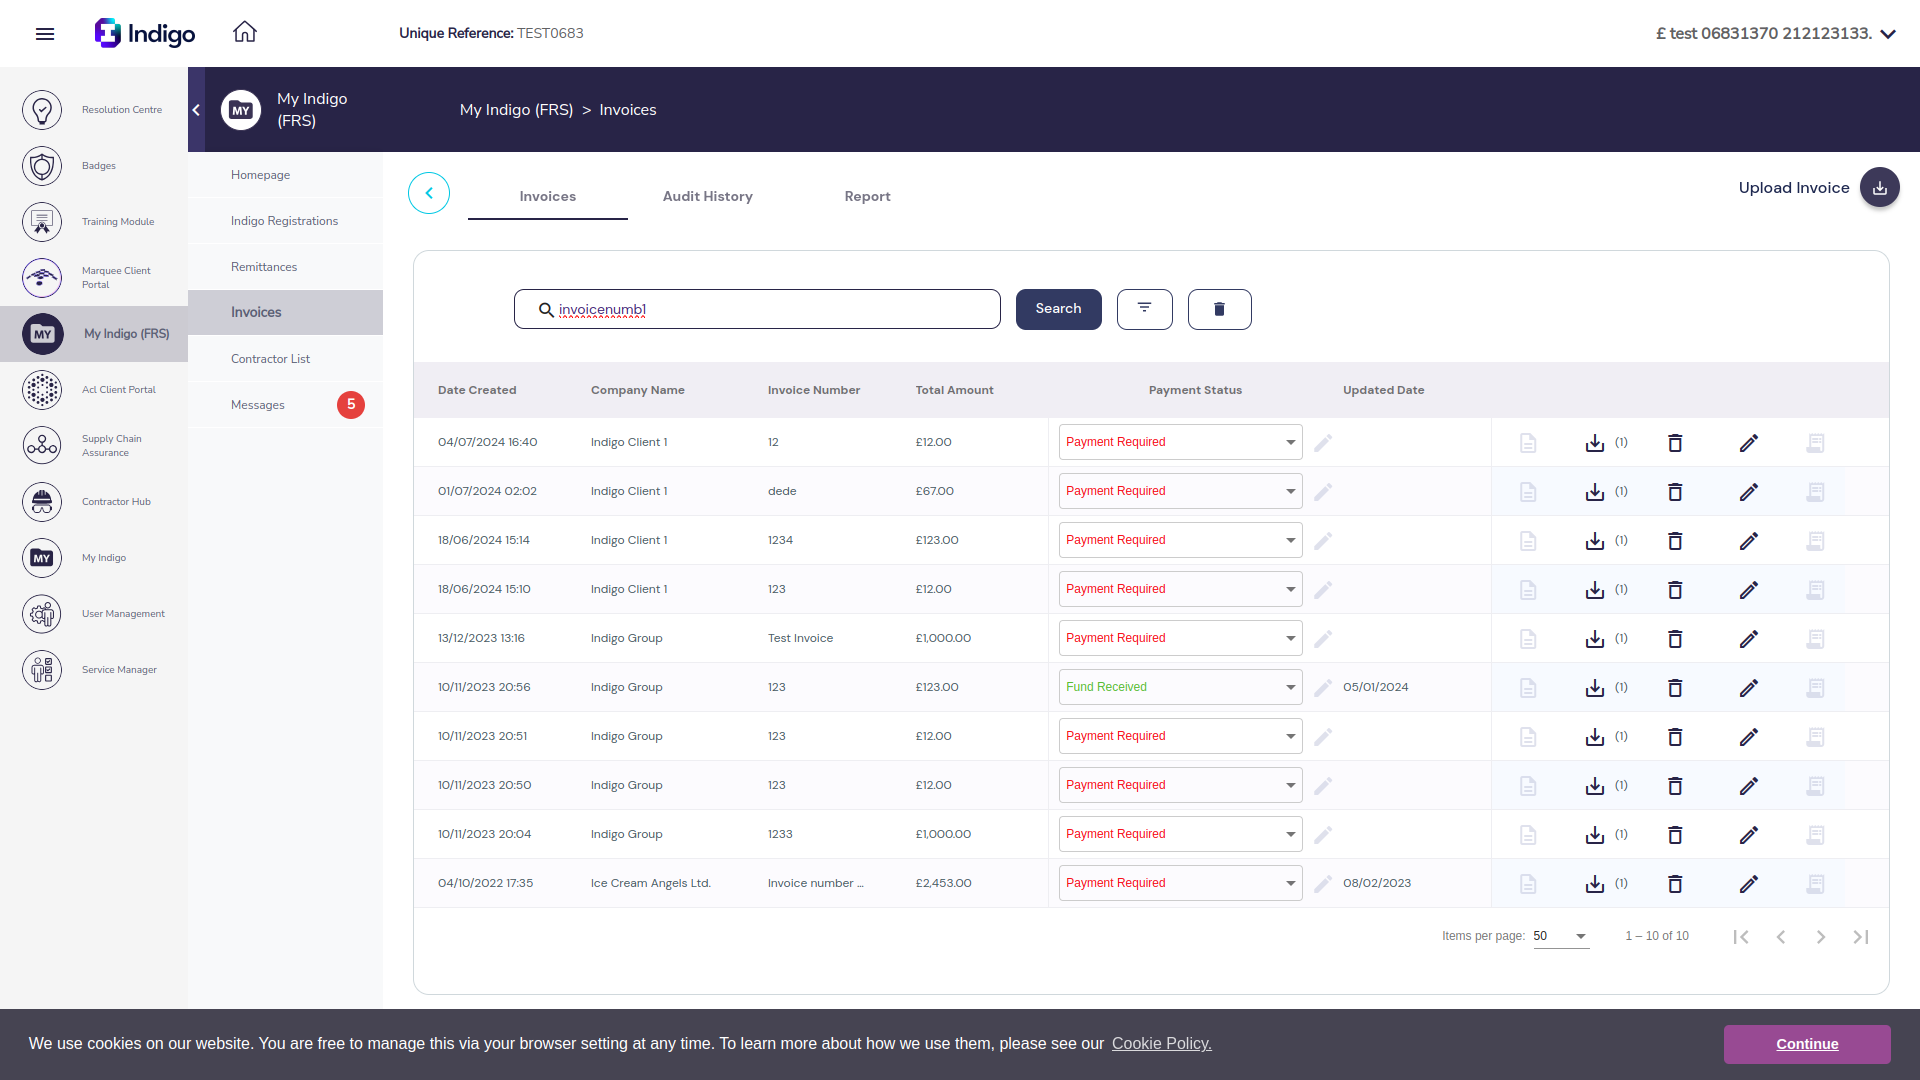 Indigo
Unique Reference: TEST0683
£ test 06831370 212123133.
Resolution Centre
Badges
Training Module
Marquee Client
Portal
MY
My Indigo (FRS)
Acl Client Portal
Supply Chain
Assurance
Contractor Hub
MY
My Indigo
User Management
Service Manager
MY
My Indigo
(FRS)
My Indigo (FRS) > Invoices
Homepage
Indigo Registrations
Remittances
Invoices
Contractor List
Messages 5
Invoices Audit History Report
Upload Invoice
invoicenumb1
Search
Date Created Company Name Invoice Number Total Amount Payment Status Updated Date
04/07/2024 16:40 Indigo Client 1 12 £12.00 Payment Required (1)
01/07/2024 02:02 Indigo Client 1 dede £67.00 Payment Required (1)
18/06/2024 15:14 Indigo Client 1 1234 £123.00 Payment Required (1)
18/06/2024 15:10 Indigo Client 1 123 £12.00 Payment Required (1)
13/12/2023 13:16 Indigo Group Test Invoice £1,000.00 Payment Required (1)
10/11/2023 20:56 Indigo Group 123 £123.00 Fund Received 05/01/2024 (1)
10/11/2023 20:51 Indigo Group 123 £12.00 Payment Required (1)
10/11/2023 20:50 Indigo Group 123 £12.00 Payment Required (1)
10/11/2023 20:04 Indigo Group 1233 £1,000.00 Payment Required (1)
04/10/2022 17:35 Ice Cream Angels Ltd. Invoice number ... £2,453.00 Payment Required 08/02/2023 (1)
Items per page: 50 1 – 10 of 10
We use cookies on our website. You are free to manage this via your browser setting at any time. To learn more about how we use them, please see our Cookie Policy.
Continue